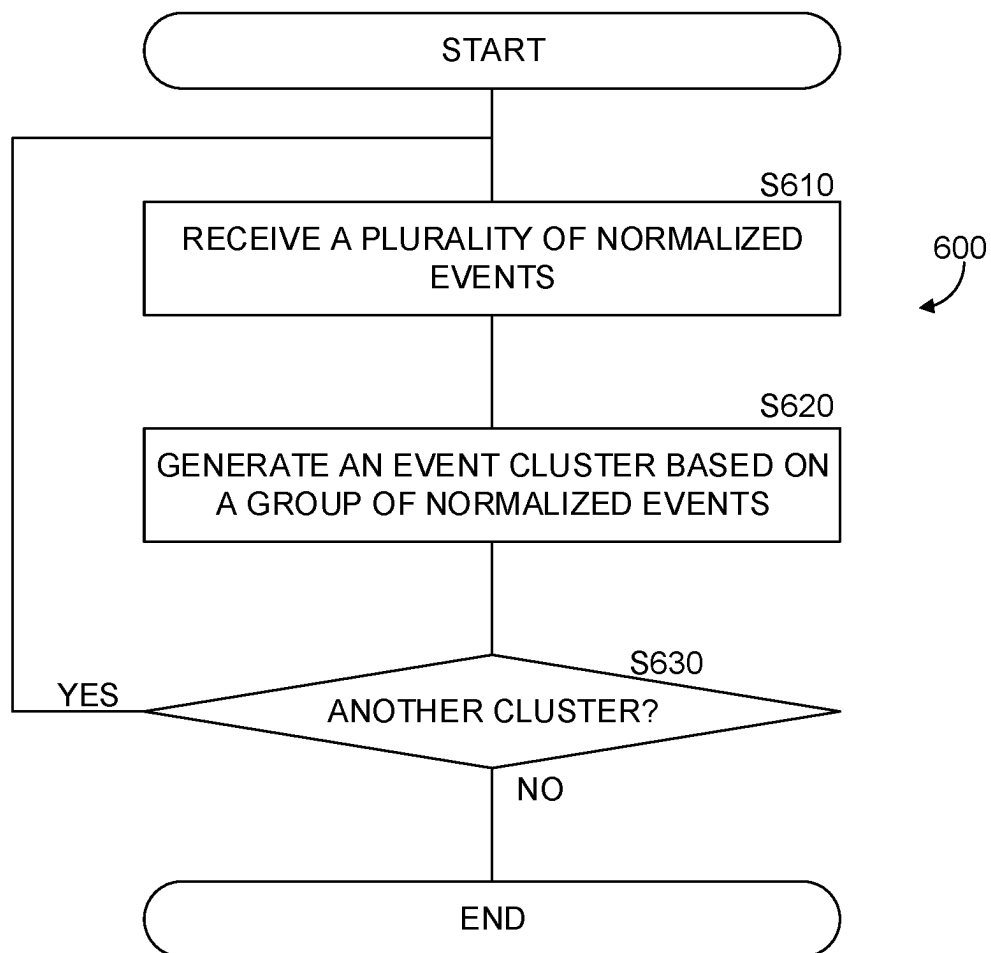 START
S610
RECEIVE A PLURALITY OF NORMALIZED
EVENTS
600
S620
GENERATE AN EVENT CLUSTER BASED ON
A GROUP OF NORMALIZED EVENTS
S630
YES
ANOTHER CLUSTER?
NO
END